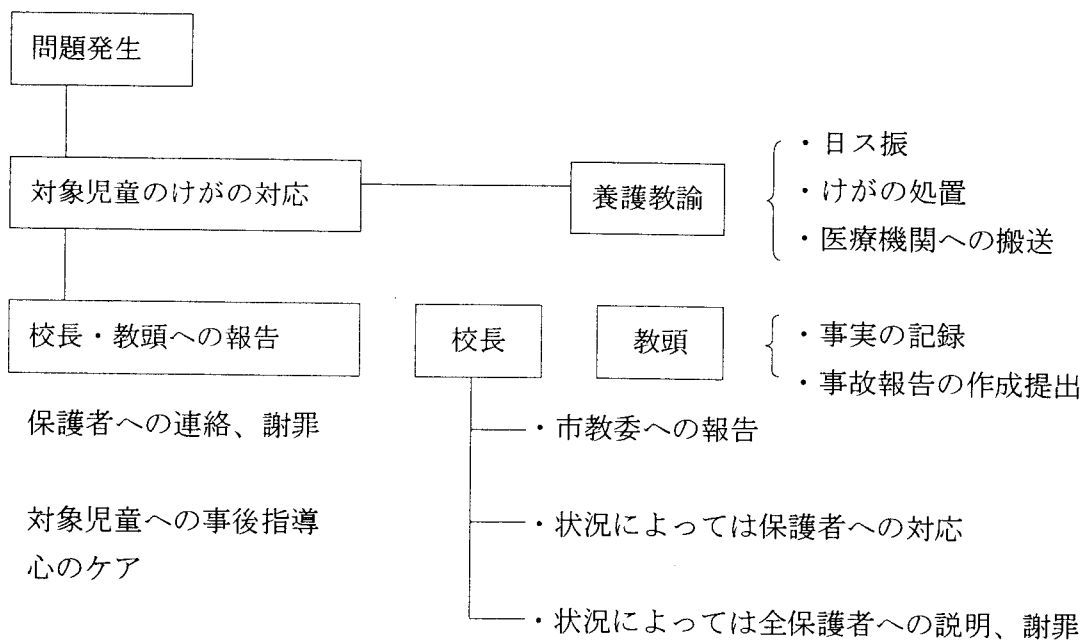 問題発生
対象児童のけがの対応
養護教諭
・日ス振
・けがの処置
・医療機関への搬送
校長・教頭への報告
校長
教頭
・事実の記録
・事故報告の作成提出
保護者への連絡、謝罪
・市教委への報告
対象児童への事後指導
心のケア
・状況によっては保護者への対応
・状況によっては全保護者への説明、謝罪